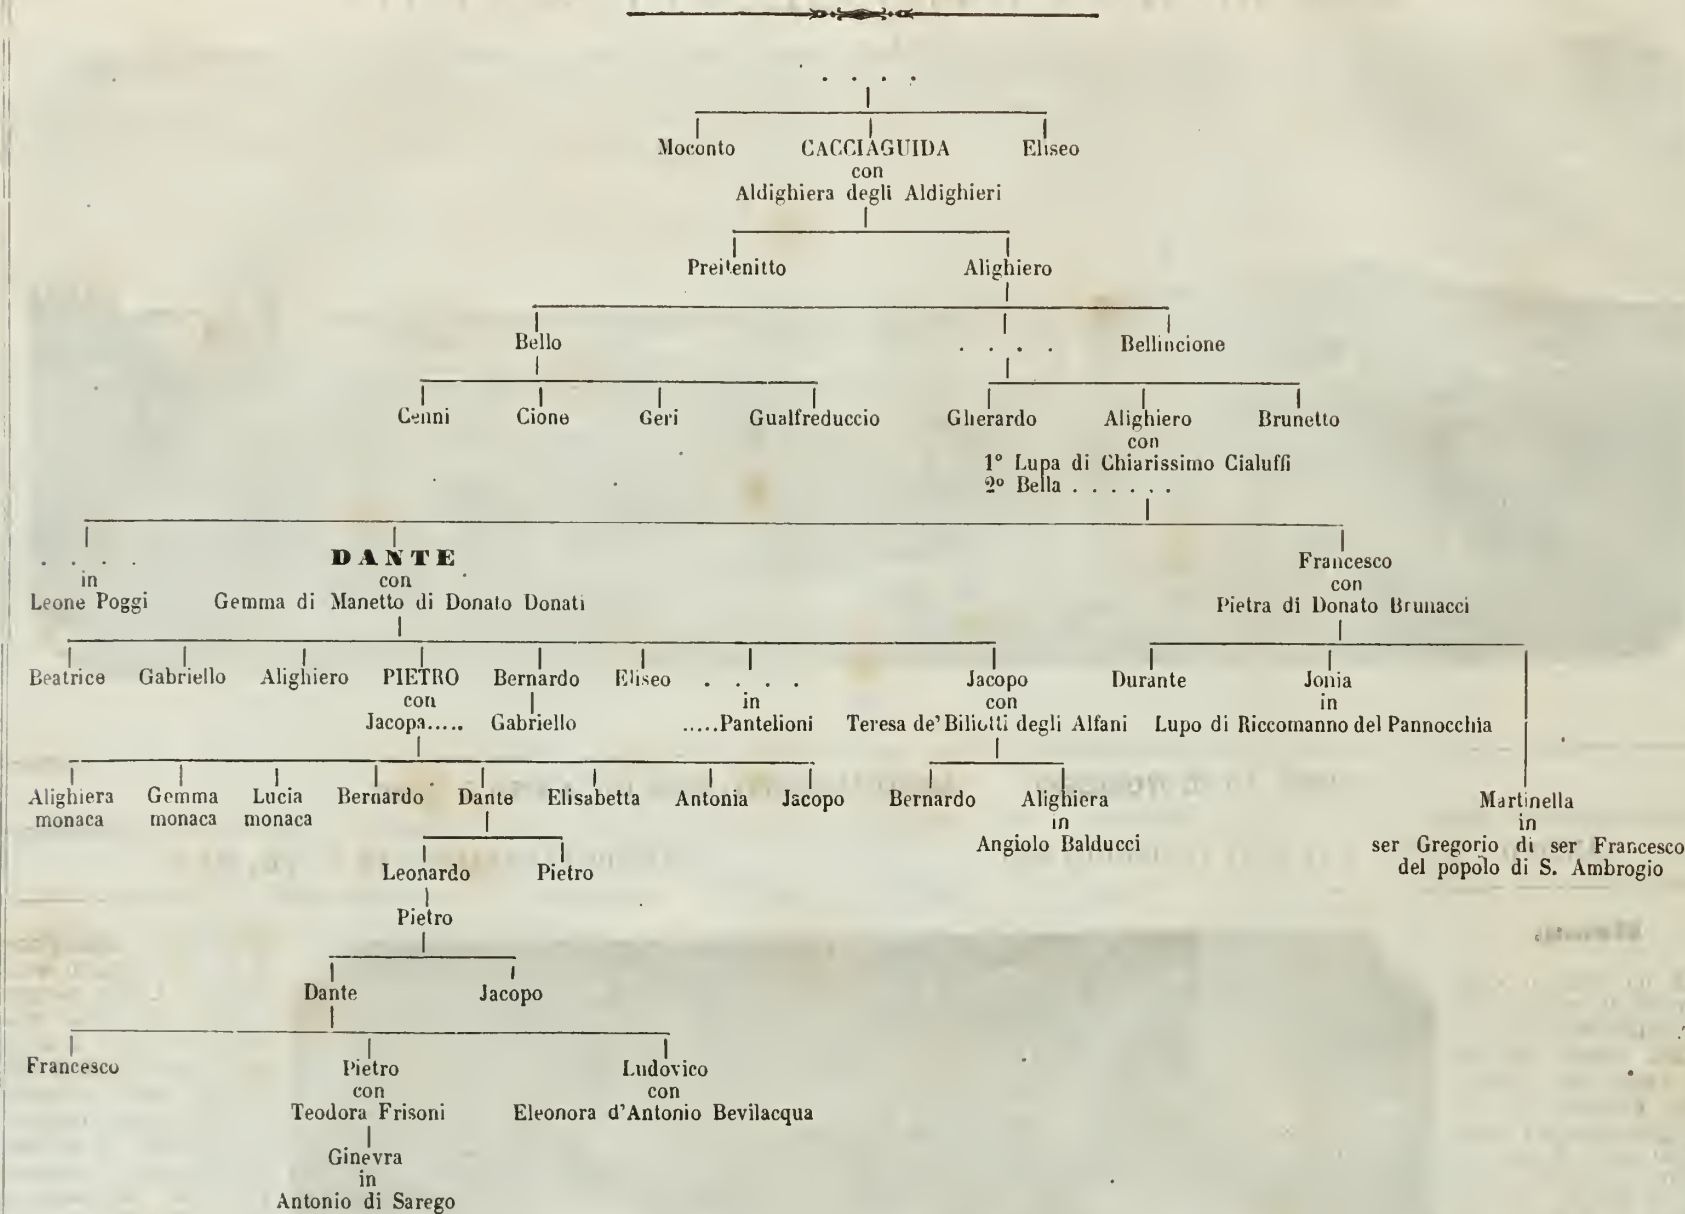 . . . .
Moconto CACCIAGUIDA Eliseo
con
Aldighiera degli Aldighieri
Preitenitto Alighiero
Bello . . . . Bellincione
Cenni Cione Geri Gualfreduccio Gherardo Alighiero Brunetto
con
1º Lupa di Chiarissimo Cialuffi
2º Bella . . . . . .
. . . . DANTE Francesco
in con con
Leone Poggi Gemma di Manetto di Donato Donati Pietra di Donato Brunacci
Beatrice Gabriello Alighiero PIETRO Bernardo Eliseo . . . . Jacopo Durante Jonia
con in con in
Jacopa..... Gabriello .....Pantelioni Teresa de' Biliotti degli Alfani Lupo di Riccomanno del Pannocchia
Alighiera Gemma Lucia Bernardo Dante Elisabetta Antonia Jacopo Bernardo Alighiera Martinella
monaca monaca monaca in in
Angiolo Balducci ser Gregorio di ser Francesco
del popolo di S. Ambrogio
Leonardo Pietro
Pietro
Dante Jacopo
Francesco Pietro Ludovico
con con
Teodora Frisoni Eleonora d'Antonio Bevilacqua
Ginevra
in
Antonio di Sarego